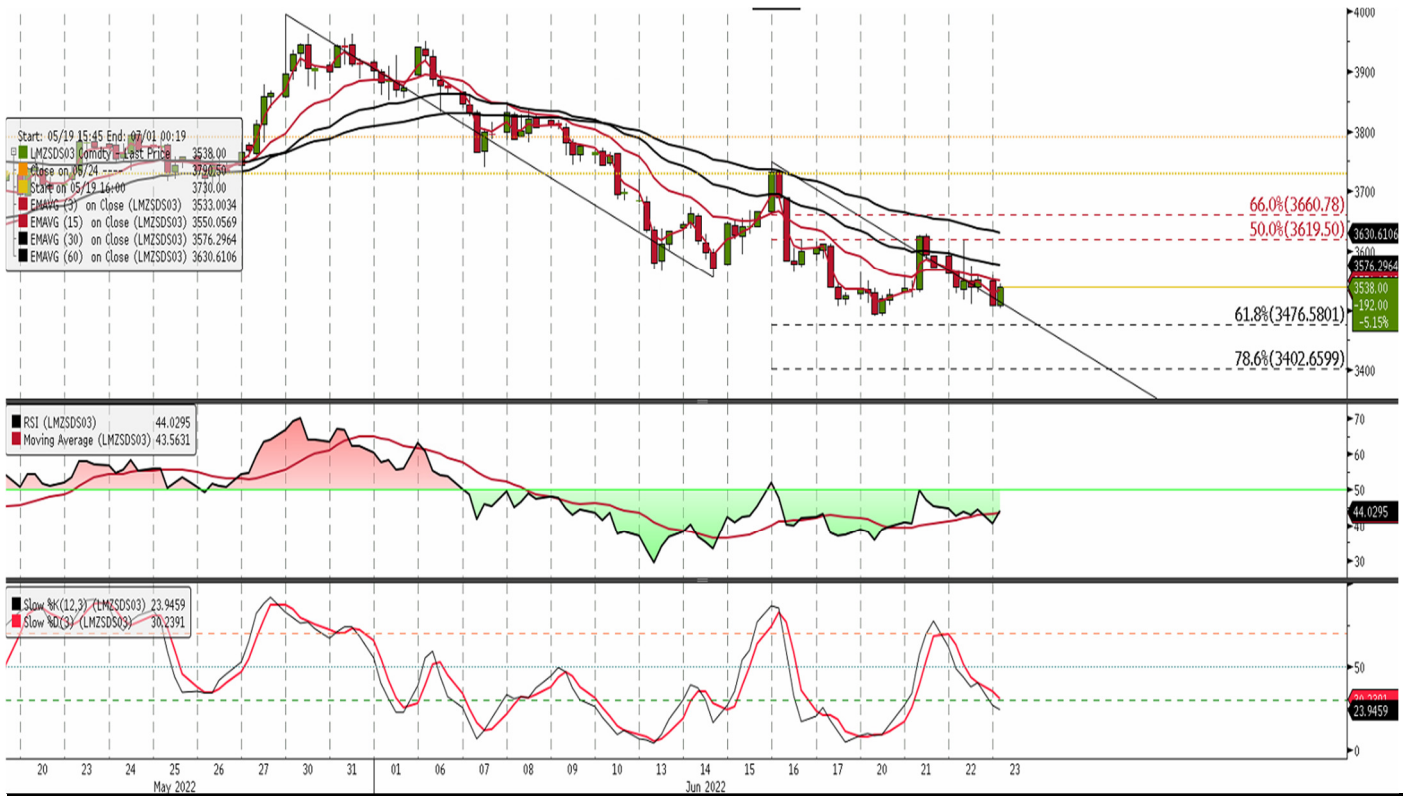 4000
3900
3800
3700
3600
3400
Start: 05/19 15:45 End: 07/01 00:19
LMZSDS03 Comdty - Last Price 3538.00
Close on 05/24 ---- 3790.50
Start on 05/19 16:00 3730.00
EMAVG (3) on Close (LMZSDS03) 3533.0034
EMAVG (15) on Close (LMZSDS03) 3550.0569
EMAVG (30) on Close (LMZSDS03) 3576.2964
EMAVG (60) on Close (LMZSDS03) 3630.6106
66.0%(3660.78)
50.0%(3619.50)
3630.6106
3576.2964
3538.00
-192.00
-5.15%
61.8%(3476.5801)
78.6%(3402.6599)
RSI (LMZSDS03) 44.0295
Moving Average (LMZSDS03) 43.5631
70
60
50
44.0295
40
30
Slow %K(12,3) (LMZSDS03) 23.9459
Slow %D(3) (LMZSDS03) 30.2391
50
30.2391
23.9459
0
20 23 24 25 26 27 30 31 01 06 07 08 09 10 13 14 15 16 17 20 21 22 23
May 2022 Jun 2022